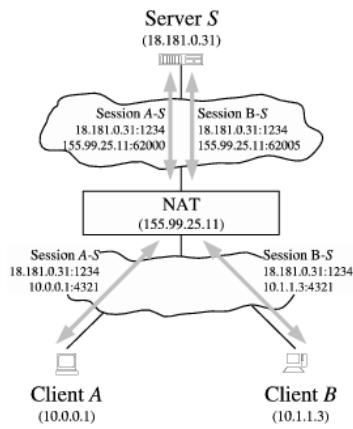 Server S
(18.181.0.31)
Session A-S
18.181.0.31:1234
155.99.25.11:62000
Session B-S
18.181.0.31:1234
155.99.25.11:62005
NAT
(155.99.25.11)
Session A-S
18.181.0.31:1234
10.0.0.1:4321
Session B-S
18.181.0.31:1234
10.1.1.3:4321
Client A
(10.0.0.1)
Client B
(10.1.1.3)